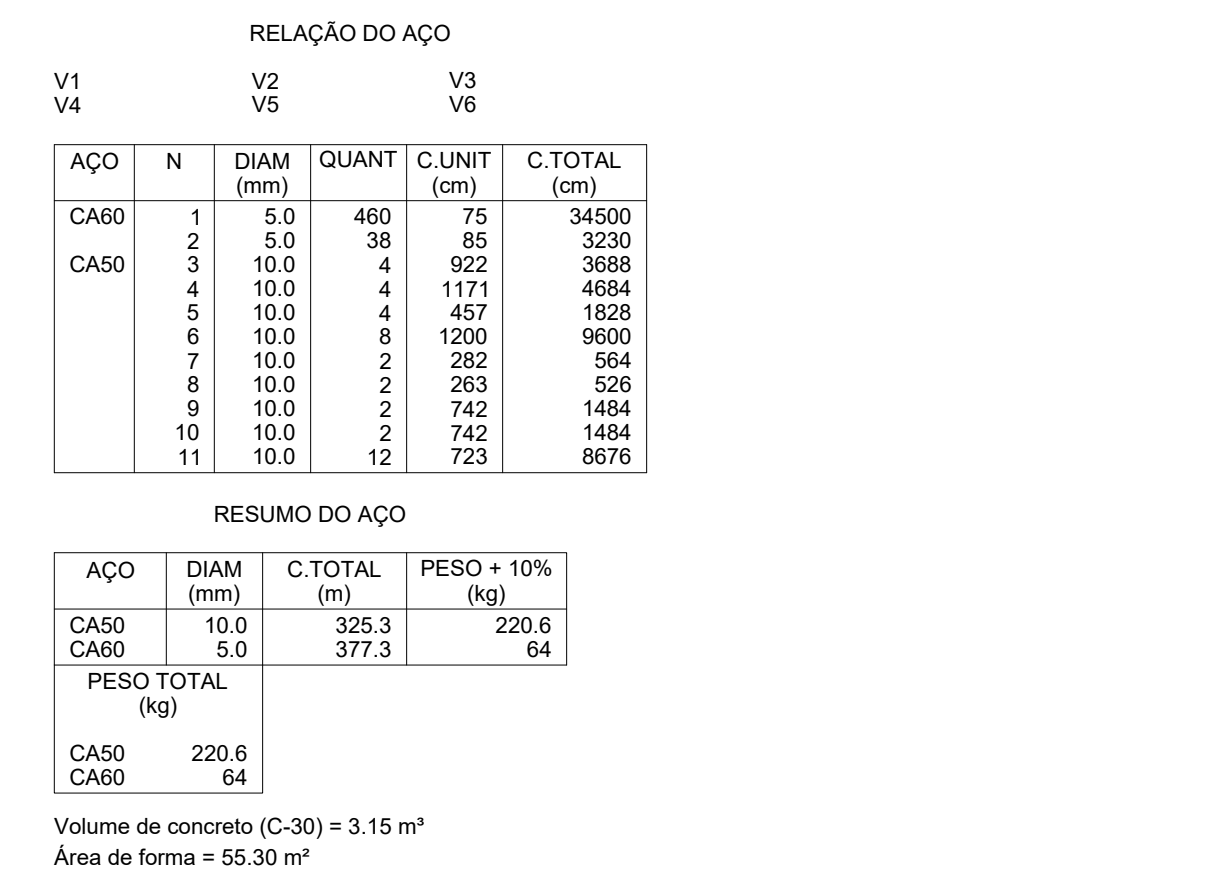 RELAÇÃO DO AÇO
V1 V2 V3
V4 V5 V6
AÇO N DIAM QUANT C.UNIT C.TOTAL
(mm) (cm) (cm)
CA60 1 5.0 460 75 34500
2 5.0 38 85 3230
CA50 3 10.0 4 922 3688
4 10.0 4 1171 4684
5 10.0 4 457 1828
6 10.0 8 1200 9600
7 10.0 2 282 564
8 10.0 2 263 526
9 10.0 2 742 1484
10 10.0 2 742 1484
11 10.0 12 723 8676
RESUMO DO AÇO
AÇO DIAM C.TOTAL PESO + 10%
(mm) (m) (kg)
CA50 10.0 325.3 220.6
CA60 5.0 377.3 64
PESO TOTAL
(kg)
CA50 220.6
CA60 64
Volume de concreto (C-30) = 3.15 m³
Área de forma = 55.30 m²